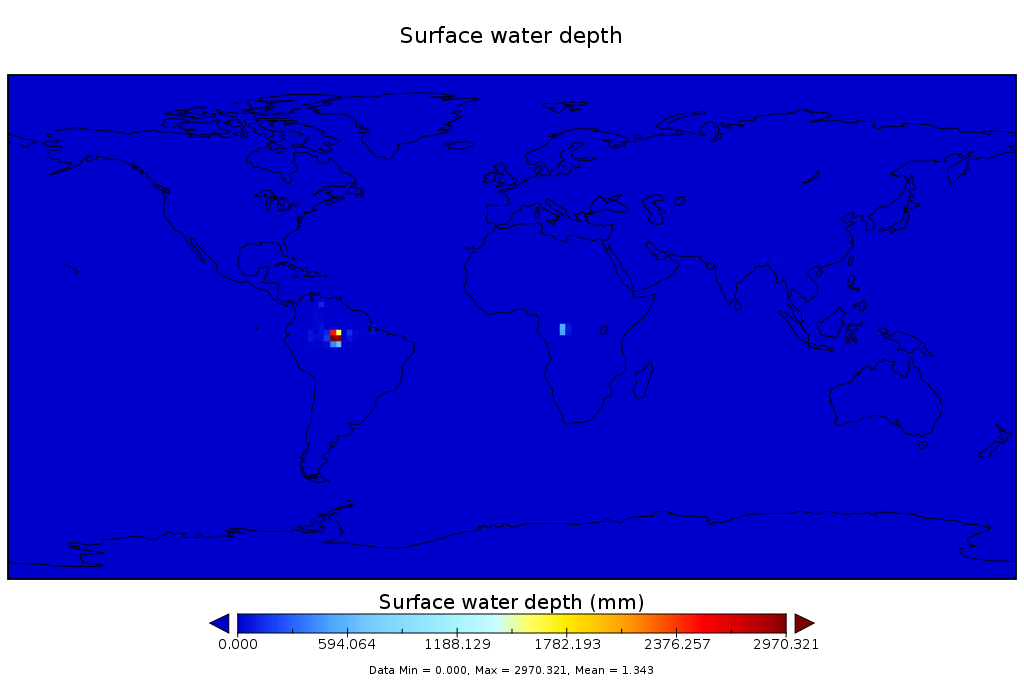 Surface water depth
Surface water depth (mm)
0.000 594.064 1188.129 1782.193 2376.257 2970.321
Data Min = 0.000, Max = 2970.321, Mean = 1.343